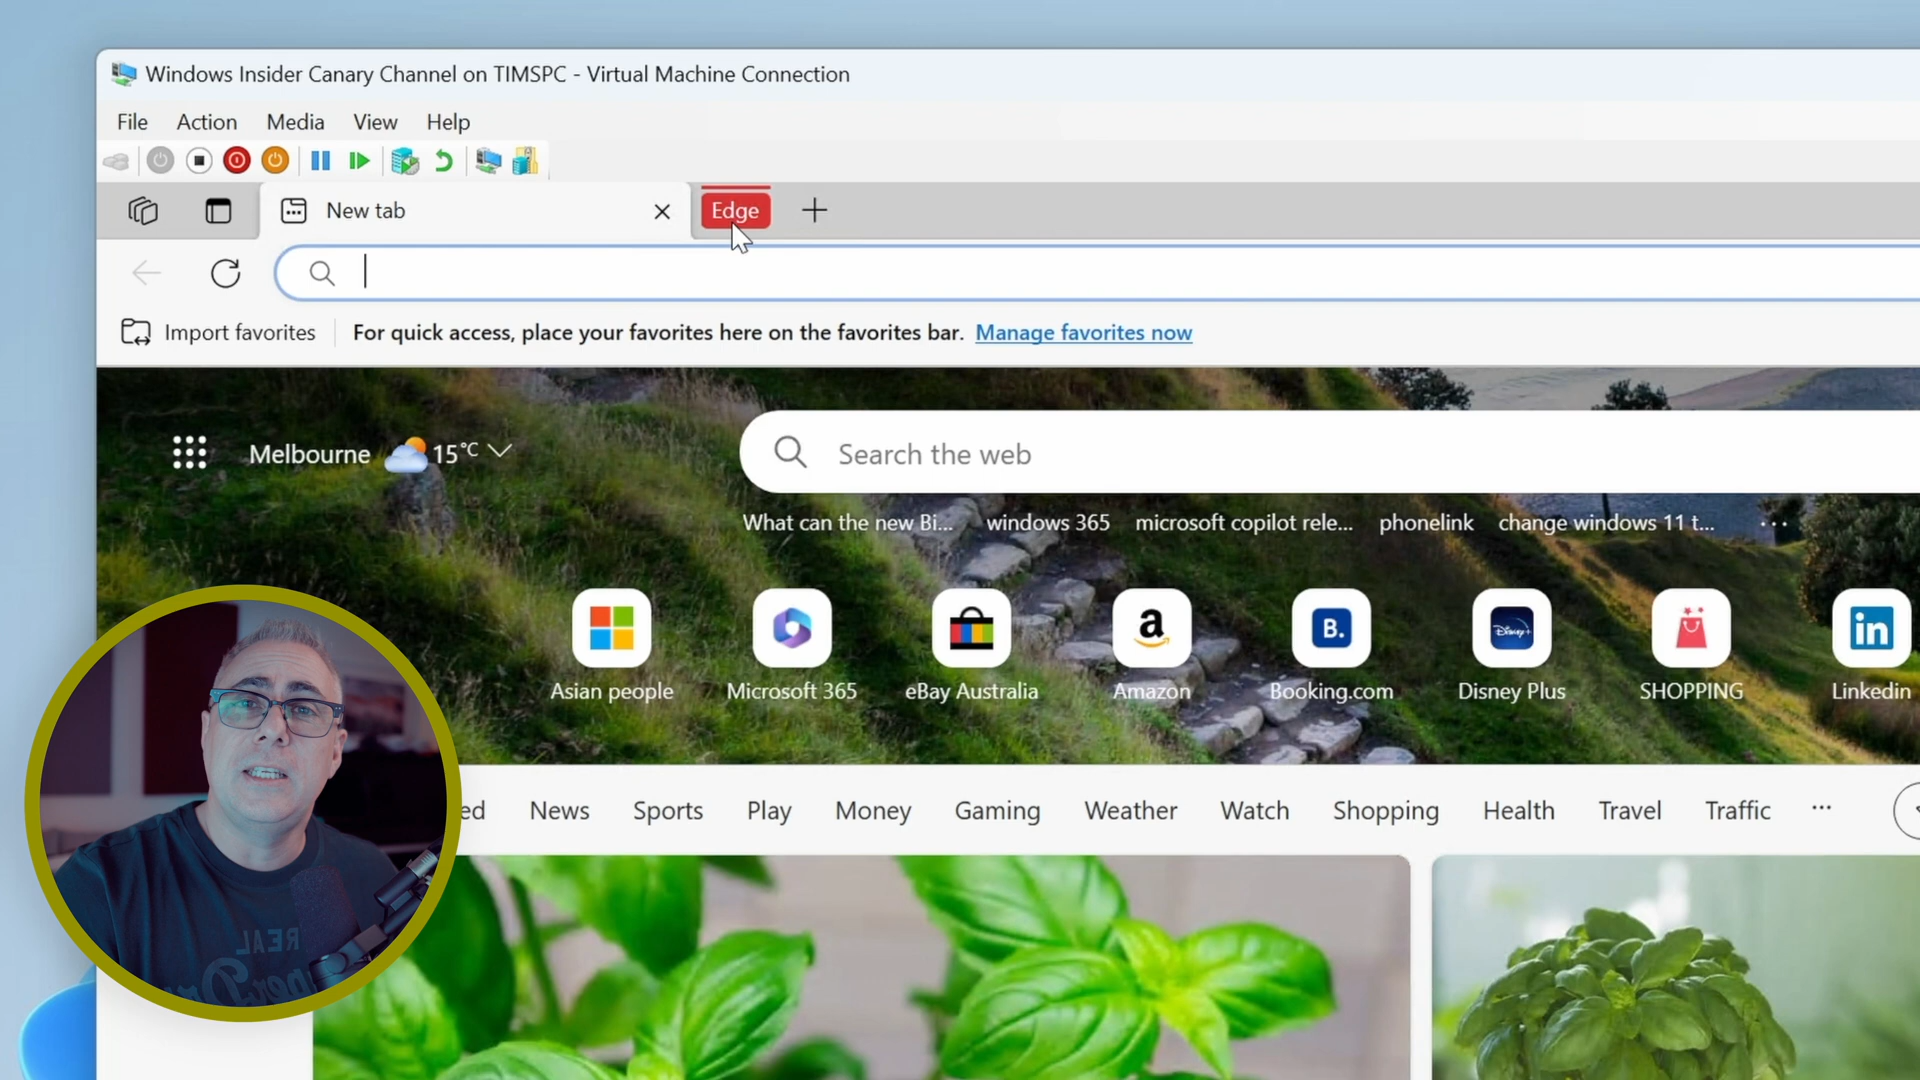 Windows Insider Canary Channel on TIMSPC - Virtual Machine Connection
File Action Media View Help
New tab
Edge
Import favorites
For quick access, place your favorites here on the favorites bar. Manage favorites now
Melbourne 15°C
Search the web
What can the new Bi... windows 365 microsoft copilot rele... phonelink change windows 11 t... ...
a B. Disney+ in
Asian people Microsoft 365 eBay Australia Amazon Booking.com Disney Plus SHOPPING Linkedin
ed News Sports Play Money Gaming Weather Watch Shopping Health Travel Traffic ...
REAL